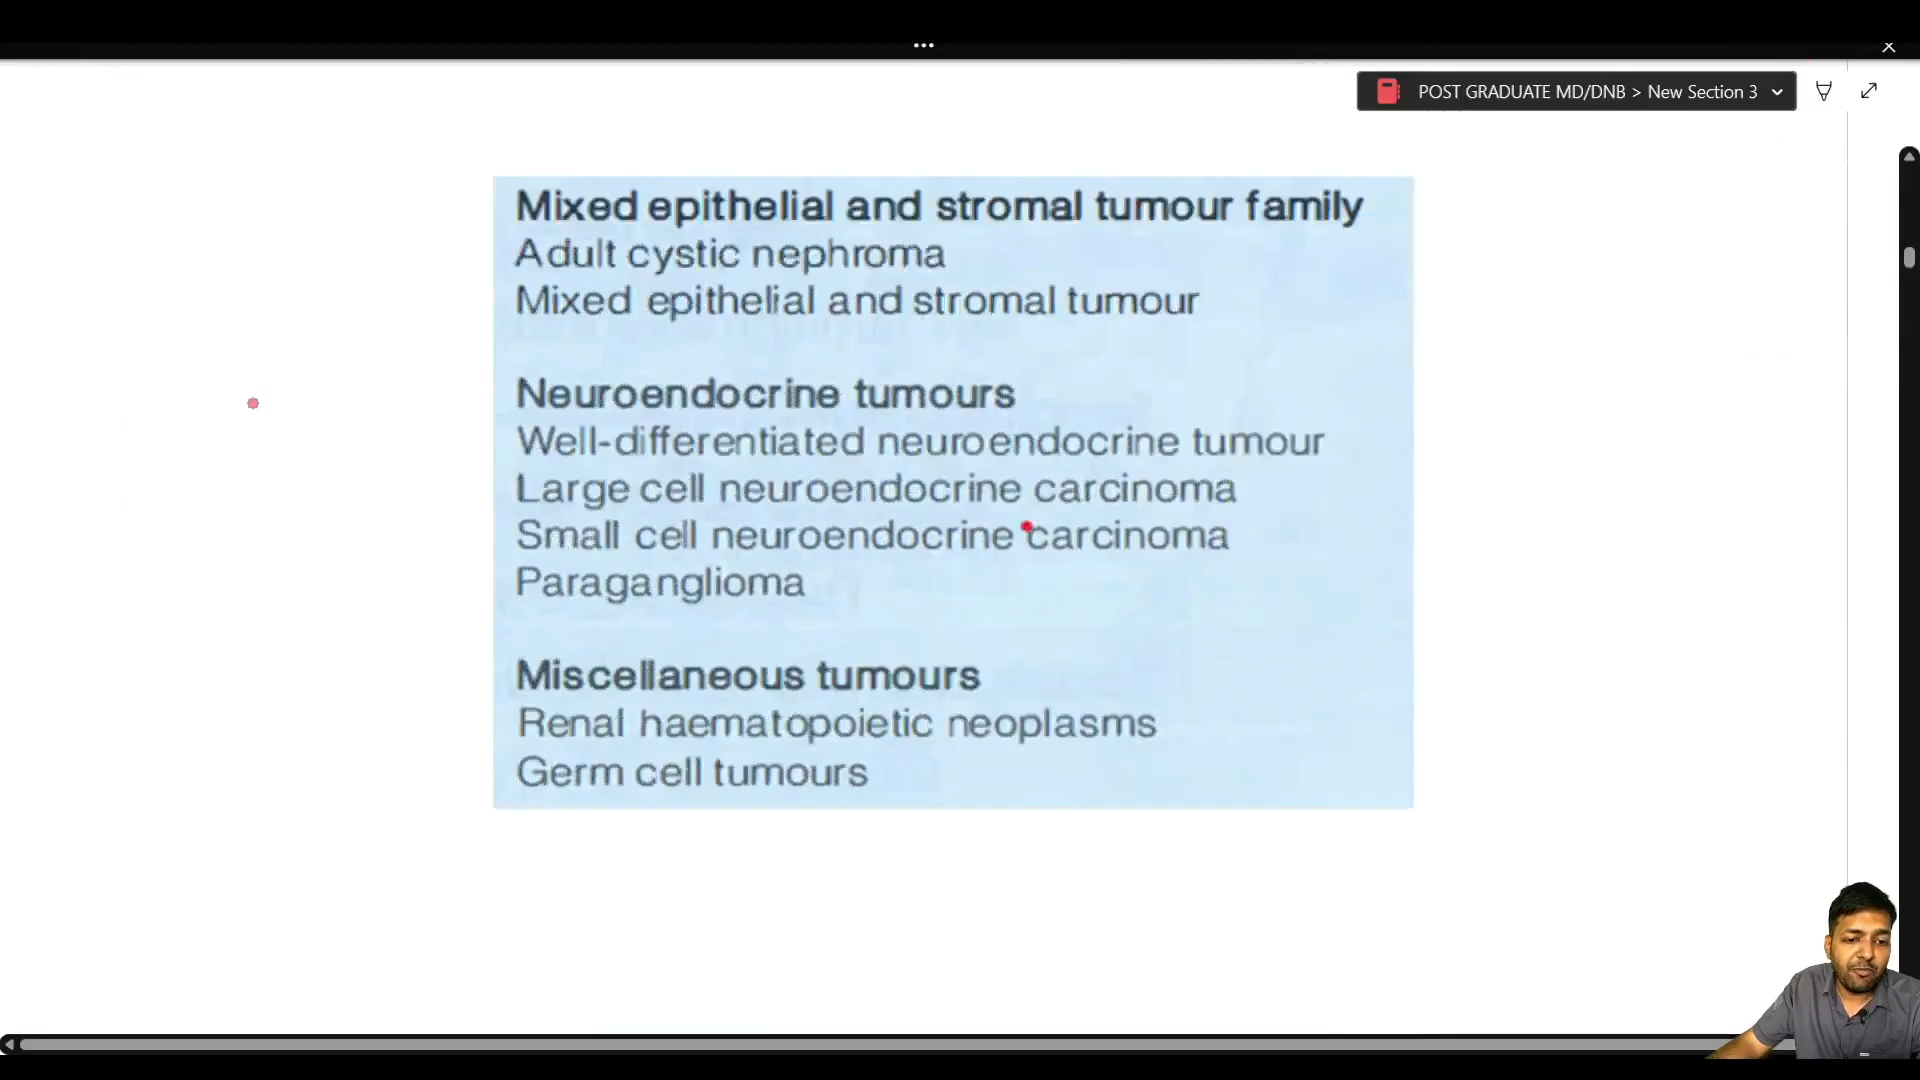 POST GRADUATE MD/DNB > New Section 3
Mixed epithelial and stromal tumour family
Adult cystic nephroma
Mixed epithelial and stromal tumour
Neuroendocrine tumours
Well-differentiated neuroendocrine tumour
Large cell neuroendocrine carcinoma
Small cell neuroendocrine carcinoma
Paraganglioma
Miscellaneous tumours
Renal haematopoietic neoplasms
Germ cell tumours